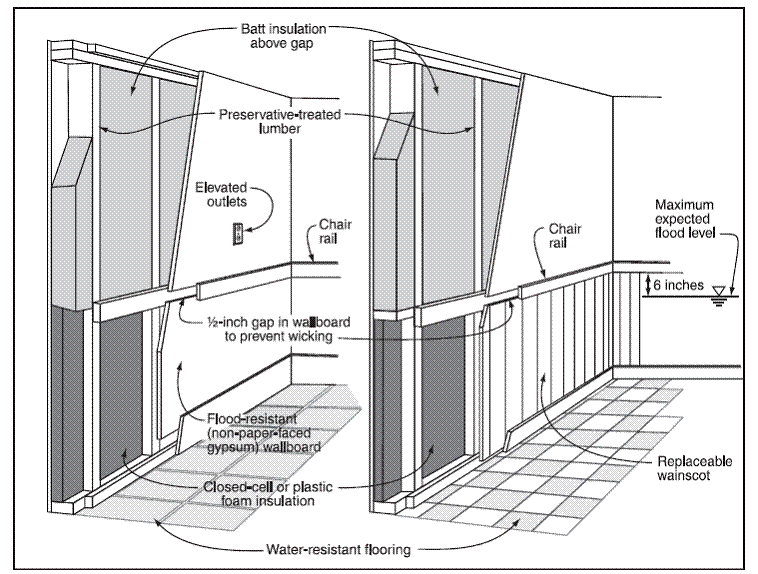 Batt insulation
above gap
Preservative-treated
lumber
Elevated
outlets
Chair
rail
Chair
rail
Maximum
expected
flood level
6 inches
½-inch gap in wallboard
to prevent wicking
Flood-resistant
(non-paper-faced
gypsum) wallboard
Closed-cell or plastic
foam insulation
Replaceable
wainscot
Water-resistant flooring